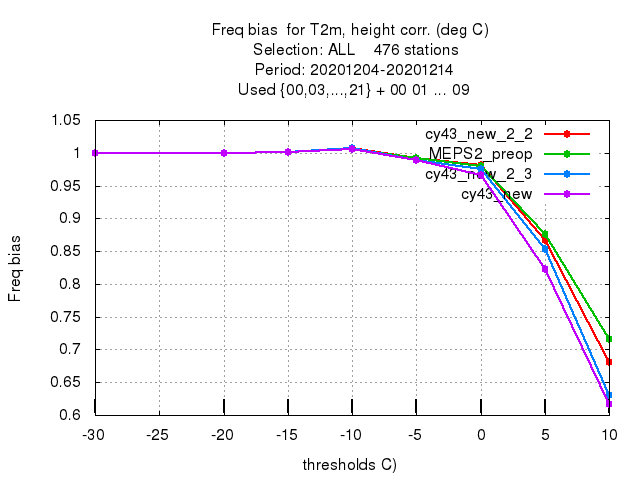 Freq bias  for T2m, height corr. (deg C)
Selection: ALL    476 stations
Period: 20201204-20201214
Used {00,03,...,21} + 00 01 ... 09
1.05
1
0.95
0.9
0.85
0.8
0.75
0.7
0.65
0.6
Freq bias
cy43_new_2_2
MEPS2_preop
cy43_new_2_3
cy43_new
-30 -25 -20 -15 -10 -5 0 5 10
thresholds C)